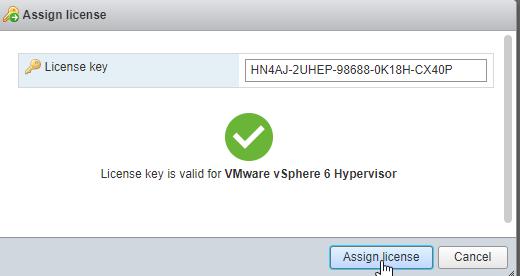 Assign license
License key
HN4AJ-2UHEP-98688-0K18H-CX40P
License key is valid for VMware vSphere 6 Hypervisor
Assign license
Cancel